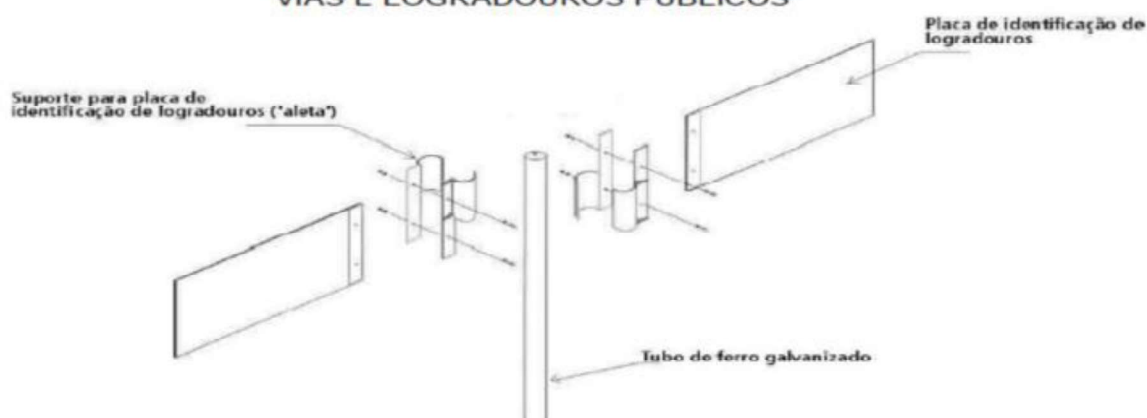 VIAS E LOGRADOUROS PÚBLICOS
Placa de identificação de
logradouros
Suporte para placa de
identificação de logradouros ("aleta")
Tubo de ferro galvanizado